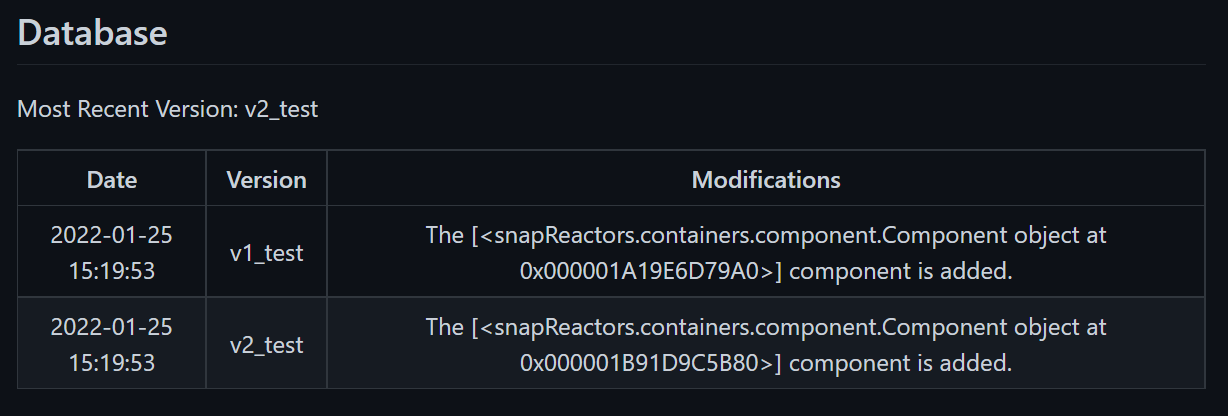 Database
Most Recent Version: v2_test
Date Version Modifications
2022-01-25
15:19:53
v1_test
The [<snapReactors.containers.component.Component object at
0x000001A19E6D79A0>] component is added.
2022-01-25
15:19:53
v2_test
The [<snapReactors.containers.component.Component object at
0x000001B91D9C5B80>] component is added.